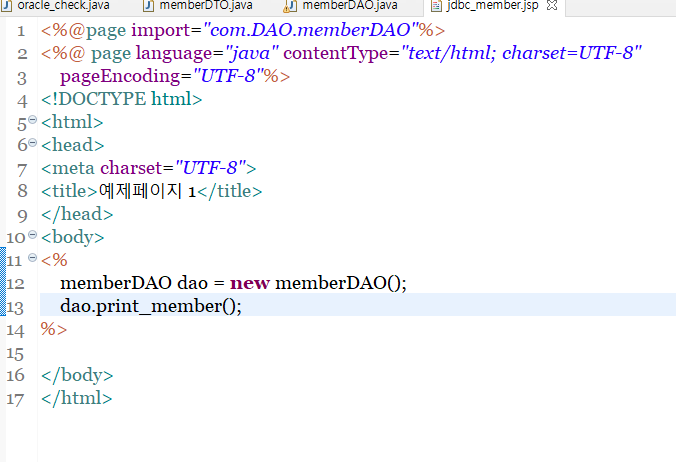 oracle_check.java memberDTO.java memberDAO.java jdbc_member.jsp
1 <%@page import="com.DAO.memberDAO"%>
2 <%@ page language="java" contentType="text/html; charset=UTF-8"
3 pageEncoding="UTF-8"%>
4 <!DOCTYPE html>
5 <html>
6 <head>
7 <meta charset="UTF-8">
8 <title>예제페이지 1</title>
9 </head>
10 <body>
11 <%
12 memberDAO dao = new memberDAO();
13 dao.print_member();
14 %>
15
16 </body>
17 </html>